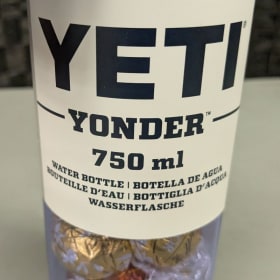 YETI
YONDER™
750 ml
WATER BOTTLE | BOTELLA DE AGUA
BOUTEILLE D'EAU | BOTTIGLIA D'ACQUA
WASSERFLASCHE